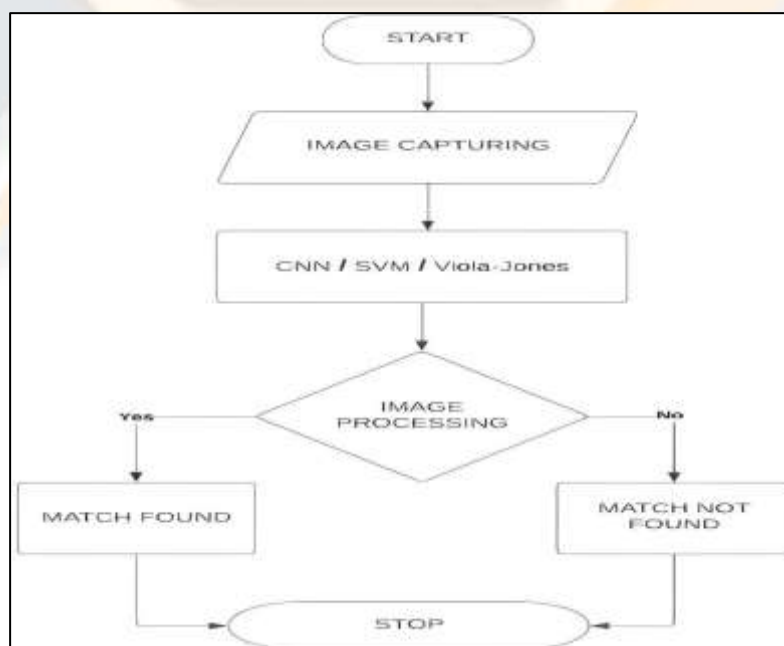 START
IMAGE CAPTURING
CNN / SVM / Viola-Jones
IMAGE
PROCESSING
Yes
No
MATCH FOUND
MATCH NOT
FOUND
STOP